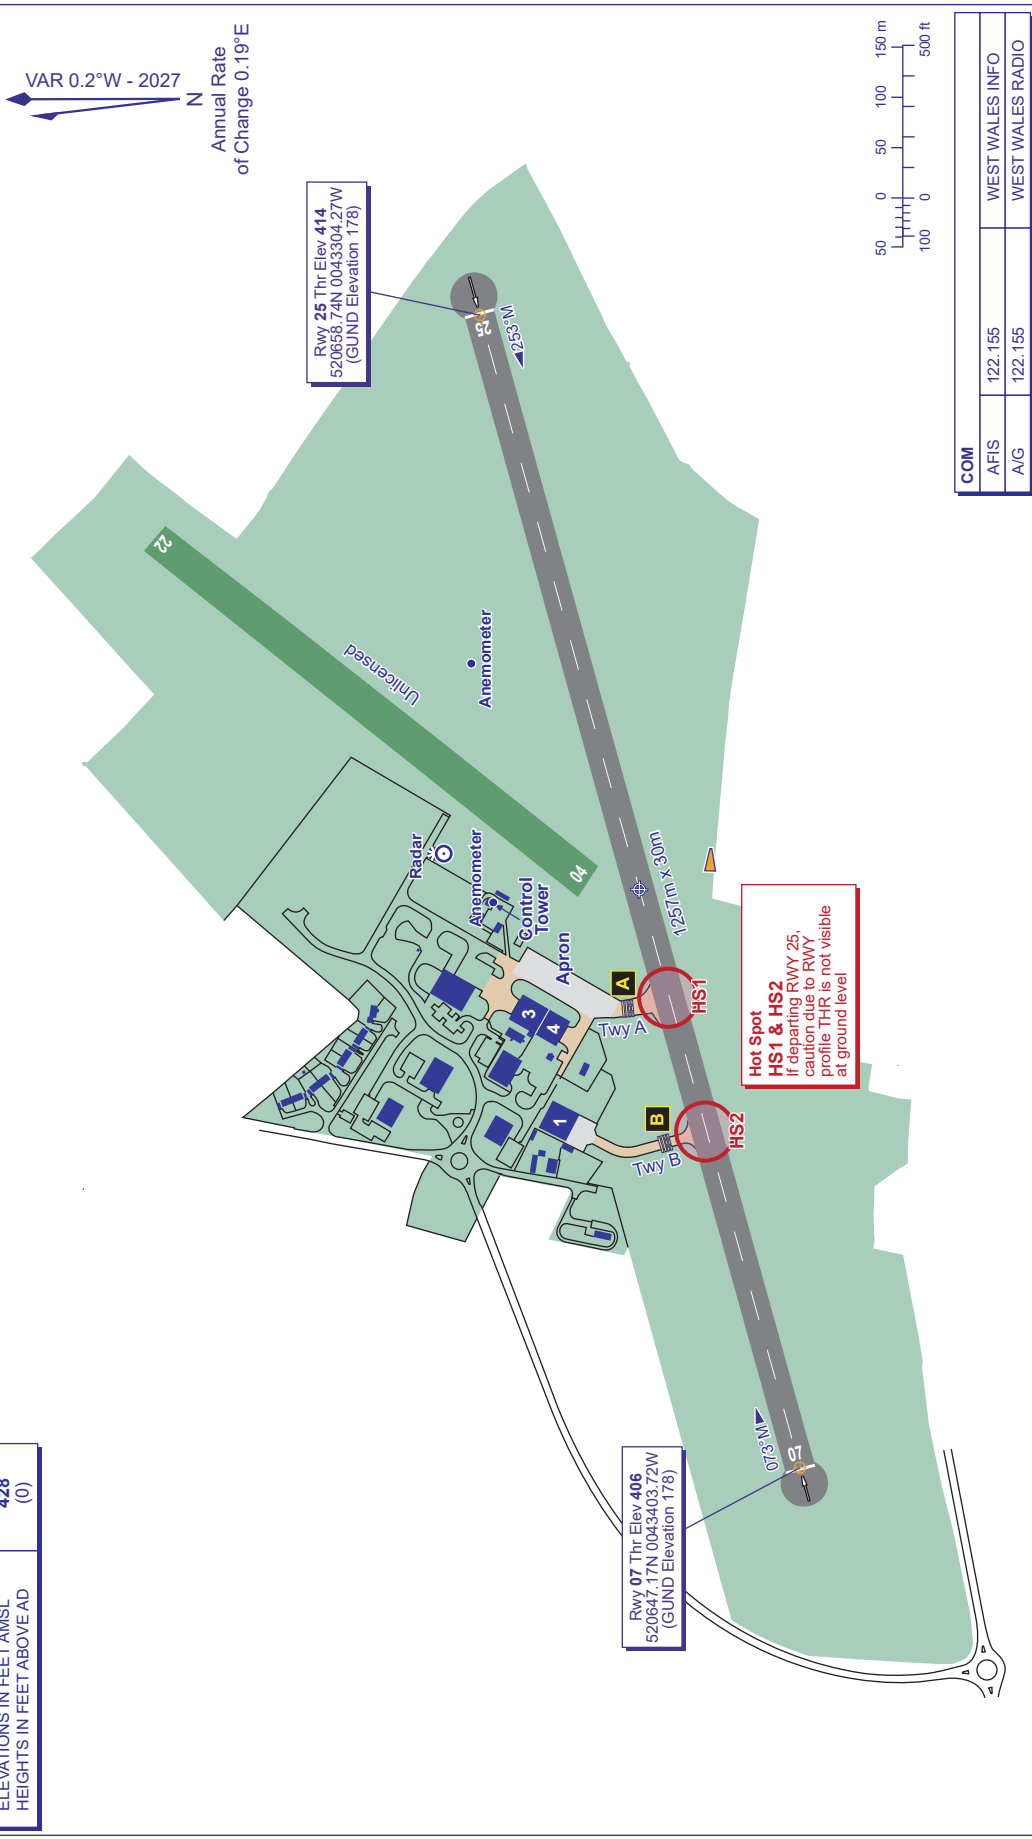 ELEVATIONS IN FEET AMSL
HEIGHTS IN FEET ABOVE AD
428
(0)
VAR 0.2°W - 2027
N
Annual Rate
of Change 0.19°E
Rwy 25 Thr Elev 414
520658.74N 0043304.27W
(GUND Elevation 178)
25
253°M
22
Unlicensed
04
Anemometer
Radar
Anemometer
Control
Tower
Apron
3
4
1
A
Twy A
HS1
B
Twy B
HS2
1257m x 30m
Hot Spot
HS1 & HS2
If departing RWY 25,
caution due to RWY
profile THR is not visible
at ground level
073°M
07
Rwy 07 Thr Elev 406
520647.17N 0043403.72W
(GUND Elevation 178)
50 0 50 100 150 m
100 0 500 ft
COM
AFIS 122.155 WEST WALES INFO
A/G 122.155 WEST WALES RADIO